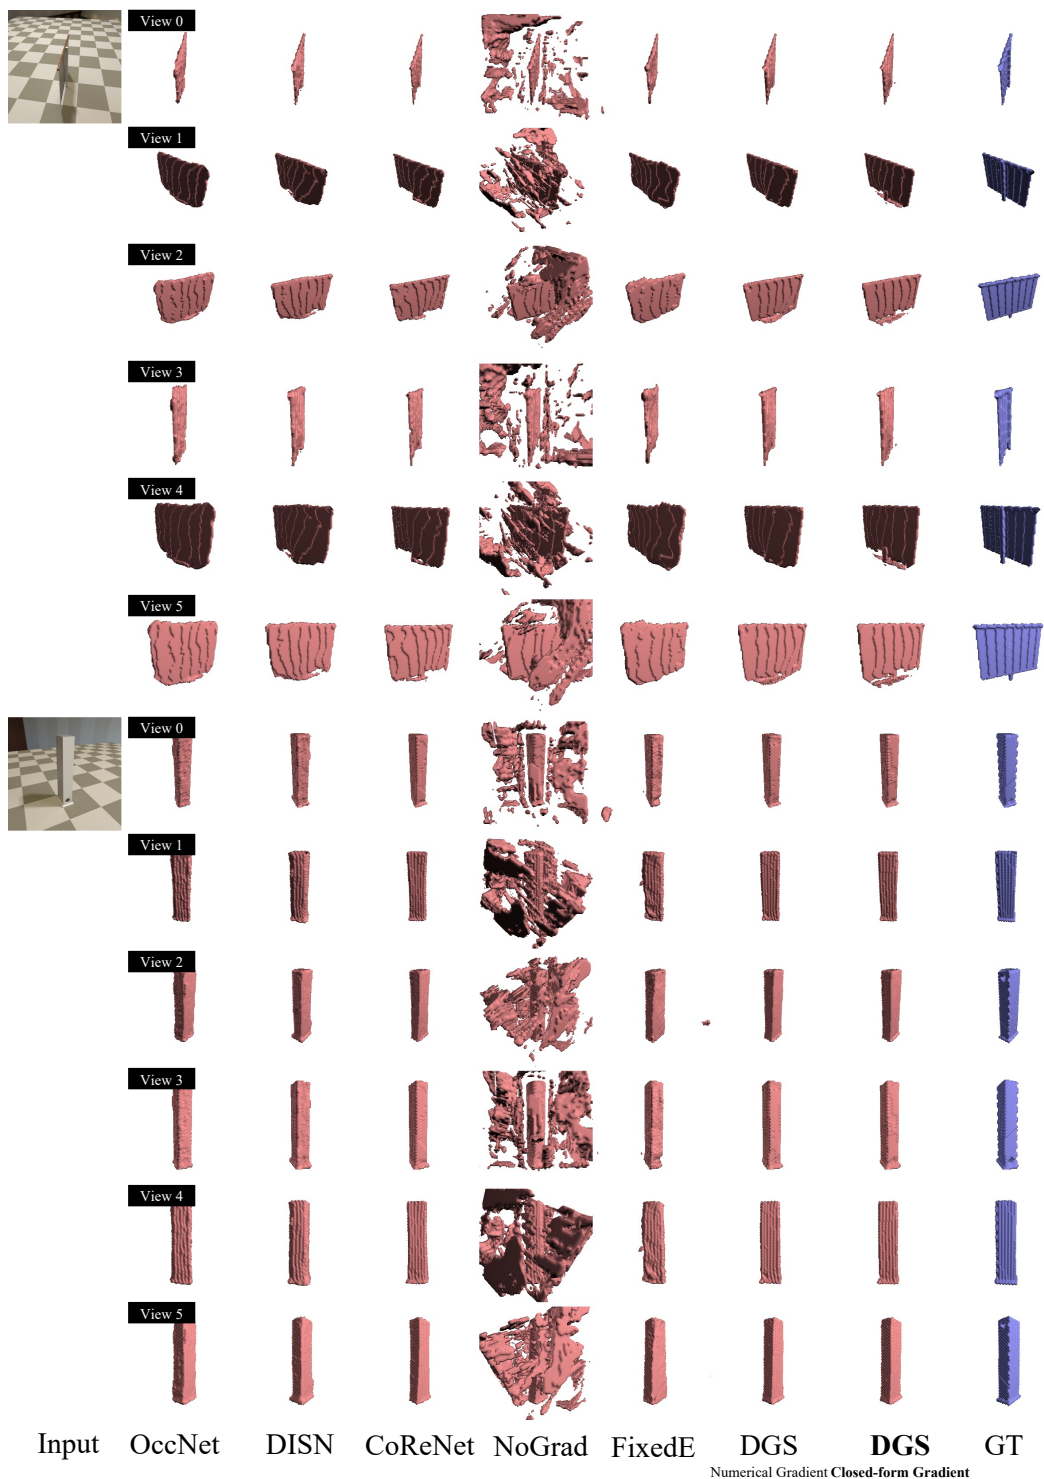 View 0
View 1
View 2
View 3
View 4
View 5
View 0
View 1
View 2
View 3
View 4
View 5
Input OccNet DISN CoReNet NoGrad FixedE DGS DGS GT
Numerical Gradient Closed-form Gradient